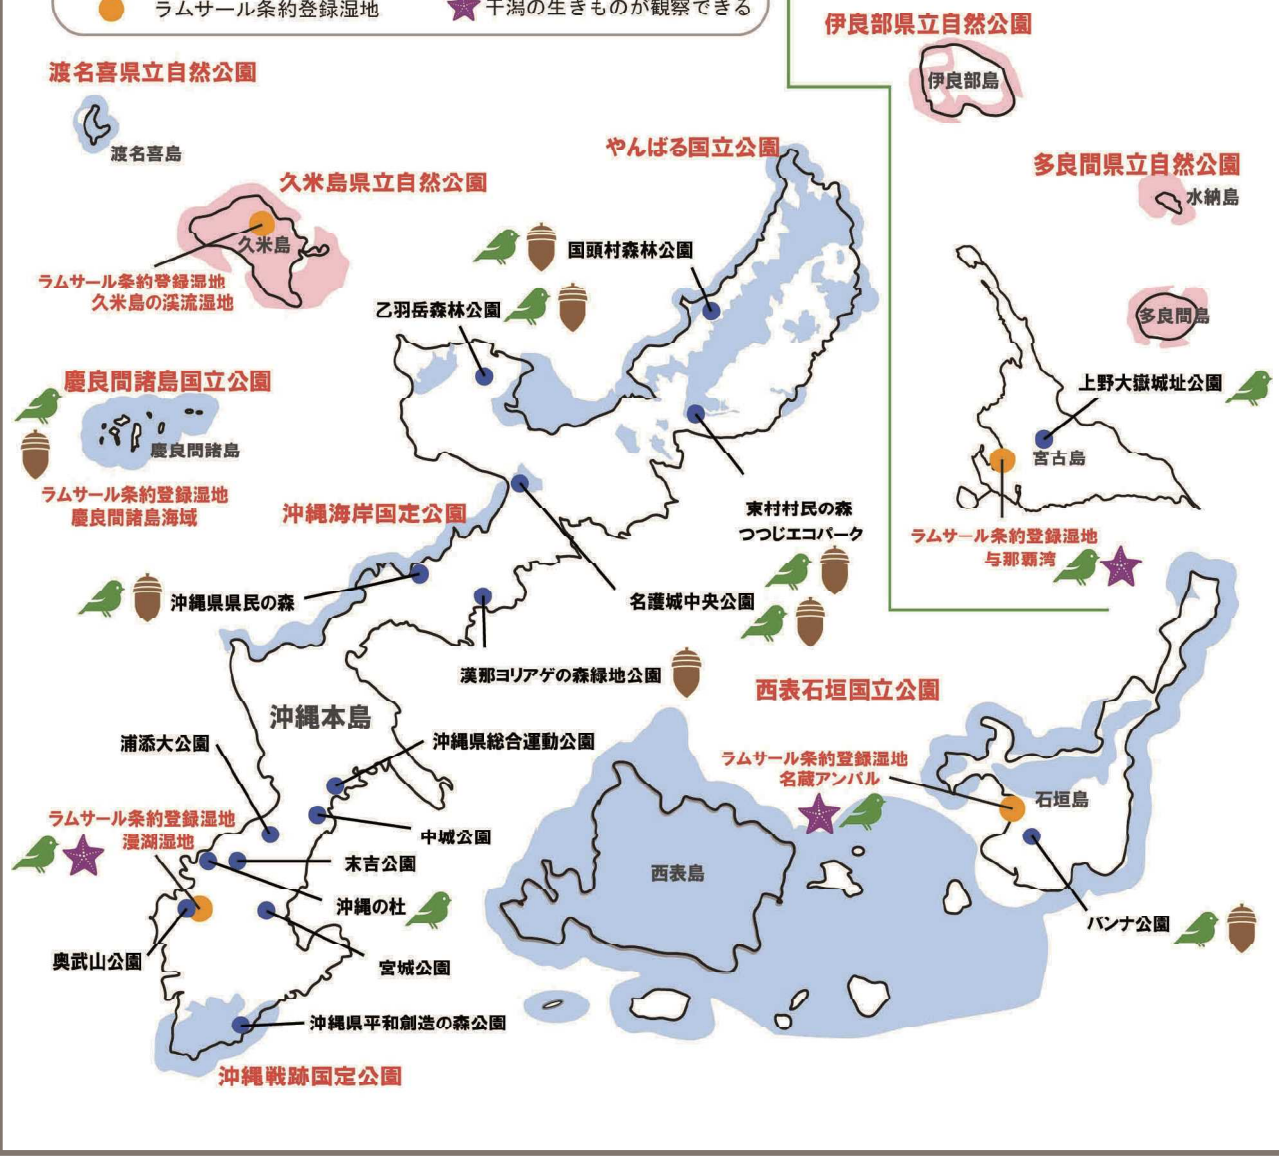 ラムサール条約登録湿地
干潟の生きものが観察できる
伊良部県立自然公園
伊良部島
渡名喜県立自然公園
渡名喜島
やんばる国立公園
多良間県立自然公園
水納島
久米島県立自然公園
久米島
ラムサール条約登録湿地
久米島の渓流湿地
国頭村森林公園
乙羽岳森林公園
多良間島
慶良間諸島国立公園
慶良間諸島
ラムサール条約登録湿地
慶良間諸島海域
上野大嶽城址公園
宮古島
ラムサール条約登録湿地
与那覇湾
沖縄海岸国定公園
東村村民の森
つつじエコパーク
沖縄県県民の森
名護城中央公園
漢那ヨリアゲの森緑地公園
西表石垣国立公園
沖縄本島
浦添大公園
沖縄県総合運動公園
ラムサール条約登録湿地
名蔵アンパル
石垣島
ラムサール条約登録湿地
漫湖湿地
中城公園
末吉公園
西表島
沖縄の杜
バンナ公園
奥武山公園
宮城公園
沖縄県平和創造の森公園
沖縄戦跡国定公園